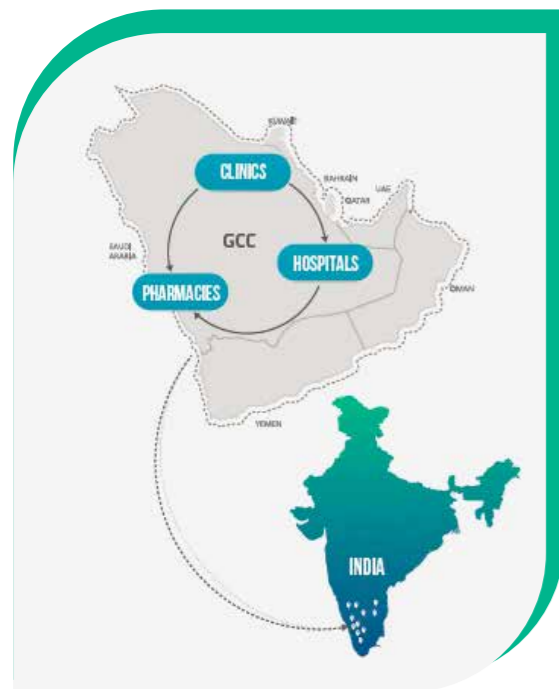 KUWAIT
CLINICS
BAHRAIN
QATAR
UAE
GCC
SAUDI
ARABIA
HOSPITALS
PHARMACIES
OMAN
YEMEN
INDIA